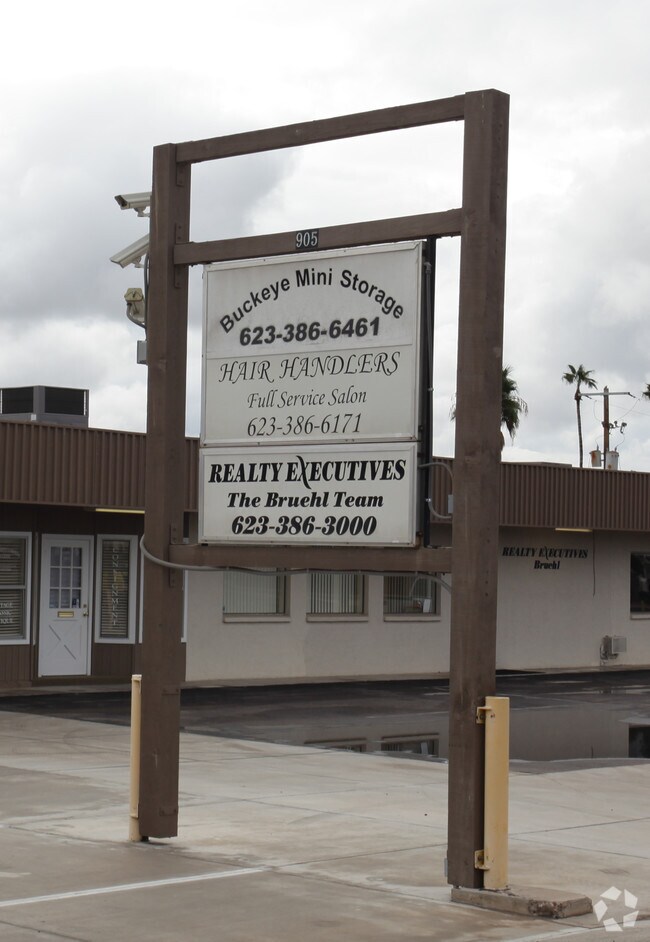 905
Buckeye Mini Storage
623-386-6461
HAIR HANDLERS
Full Service Salon
623-386-6171
REALTY EXECUTIVES
The Bruehl Team
623-386-3000
REALTY EXECUTIVES
Bruehl